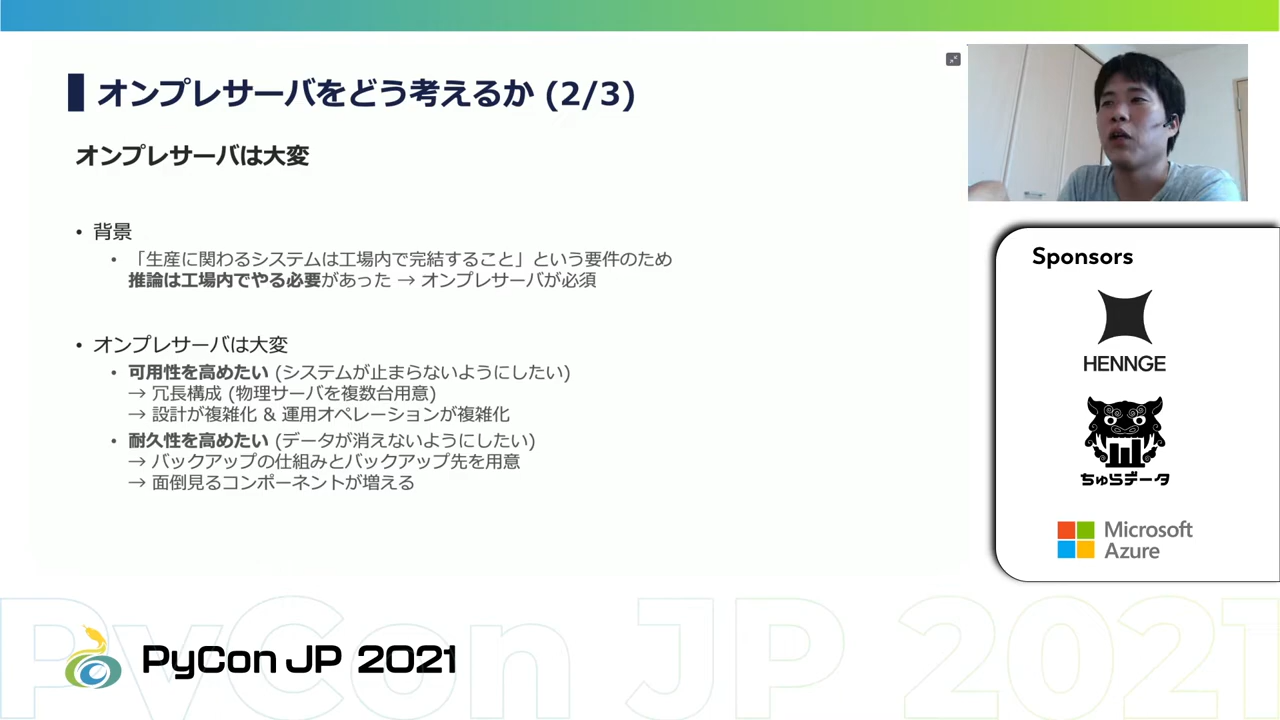 オンプレサーバをどう考えるか (2/3)
オンプレサーバは大変
• 背景
• 「生産に関わるシステムは工場内で完結すること」という要件のため
推論は工場内でやる必要があった → オンプレサーバが必須
• オンプレサーバは大変
• 可用性を高めたい (システムが止まらないようにしたい)
→ 冗長構成 (物理サーバを複数台用意)
→ 設計が複雑化 & 運用オペレーションが複雑化
• 耐久性を高めたい (データが消えないようにしたい)
→ バックアップの仕組みとバックアップ先を用意
→ 面倒見るコンポーネントが増える
Sponsors
HENNGE
ちゅらデータ
Microsoft
Azure
PyCon JP 2021
PyCon JP 2021